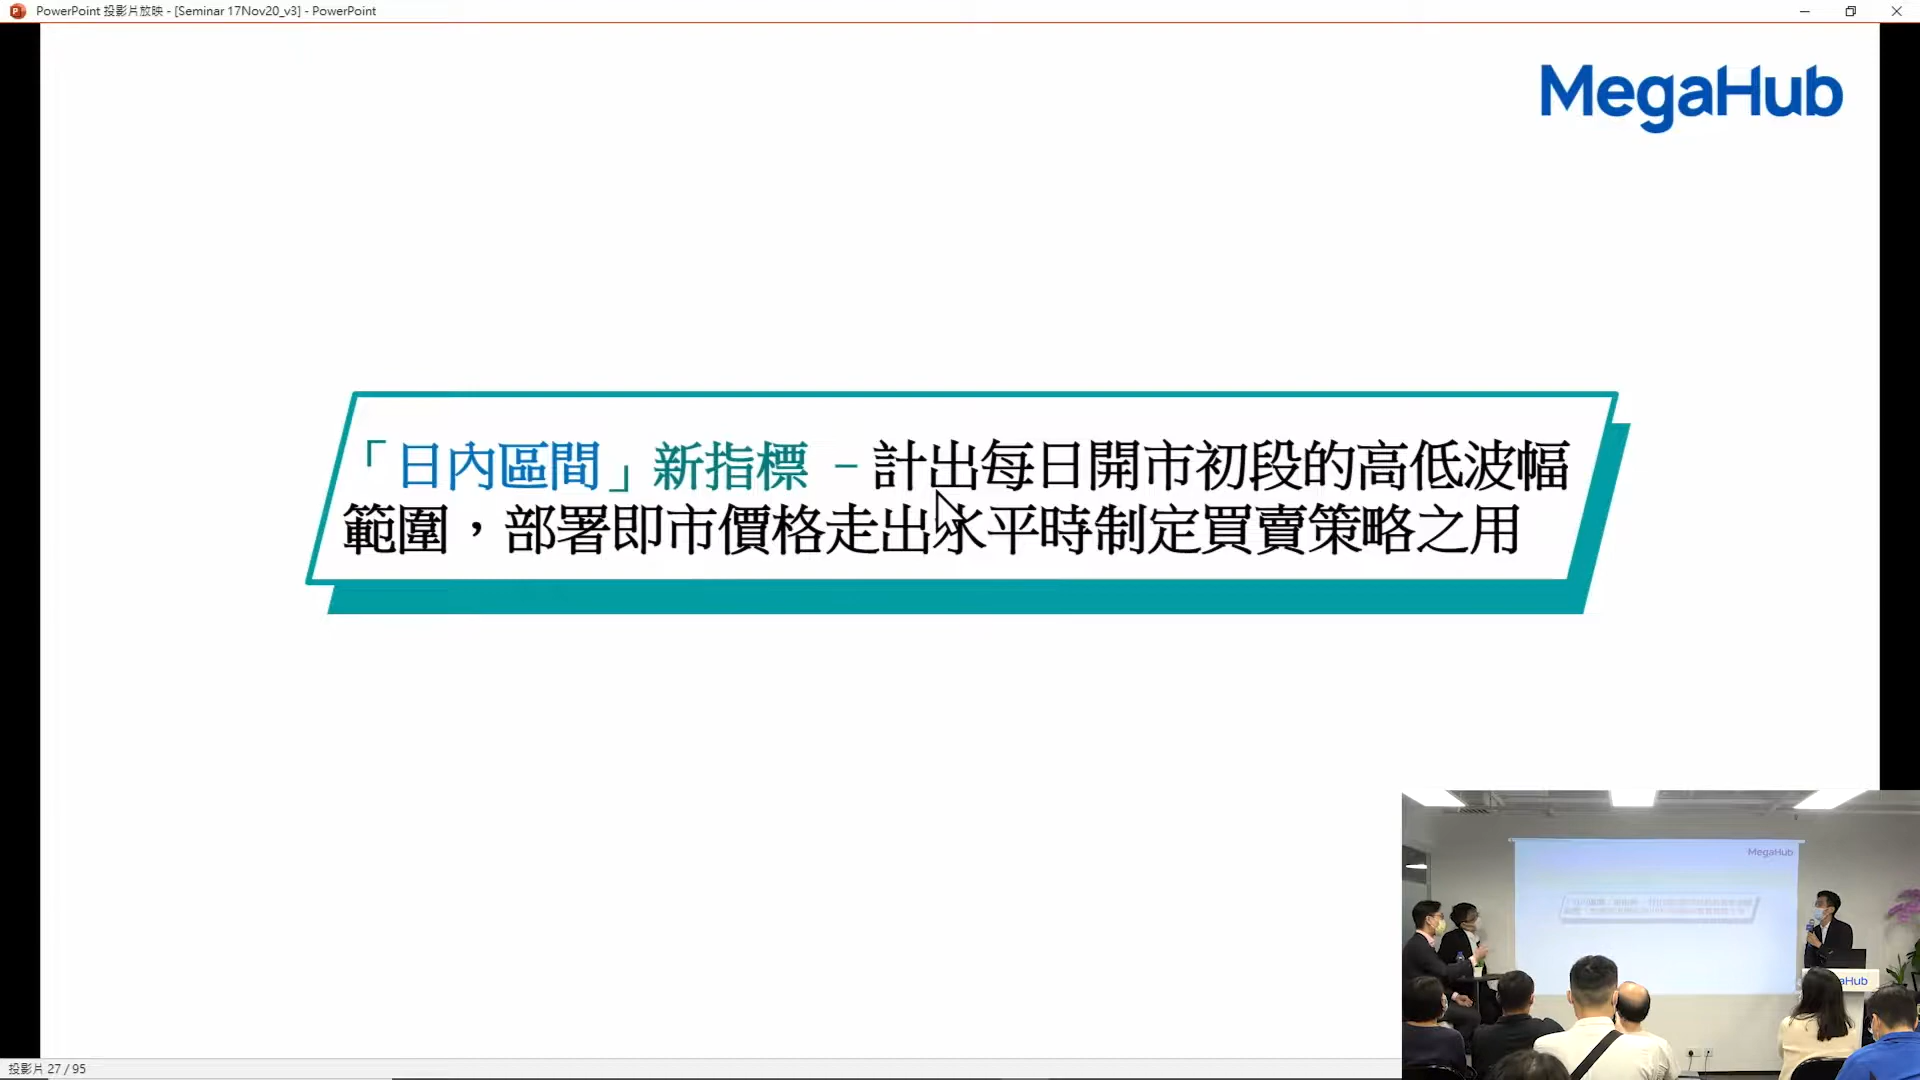 PowerPoint 投影片放映 - [Seminar 17Nov20_v3] - PowerPoint
MegaHub
「日內區間」新指標 – 計出每日開市初段的高低波幅
範圍，部署即市價格走出水平時制定買賣策略之用
MegaHub
aHub
投影片 27 / 95